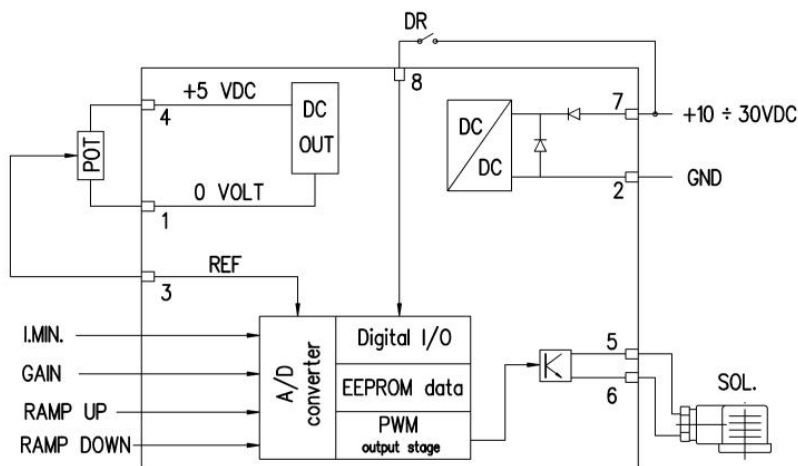 DR
8
+5 VDC
4
DC
OUT
POT
0 VOLT
1
DC
DC
7
+10 ÷ 30VDC
2
GND
3
REF
I.MIN.
GAIN
RAMP UP
RAMP DOWN
A/D
converter
Digital I/O
EEPROM data
PWM
output stage
5
6
SOL.